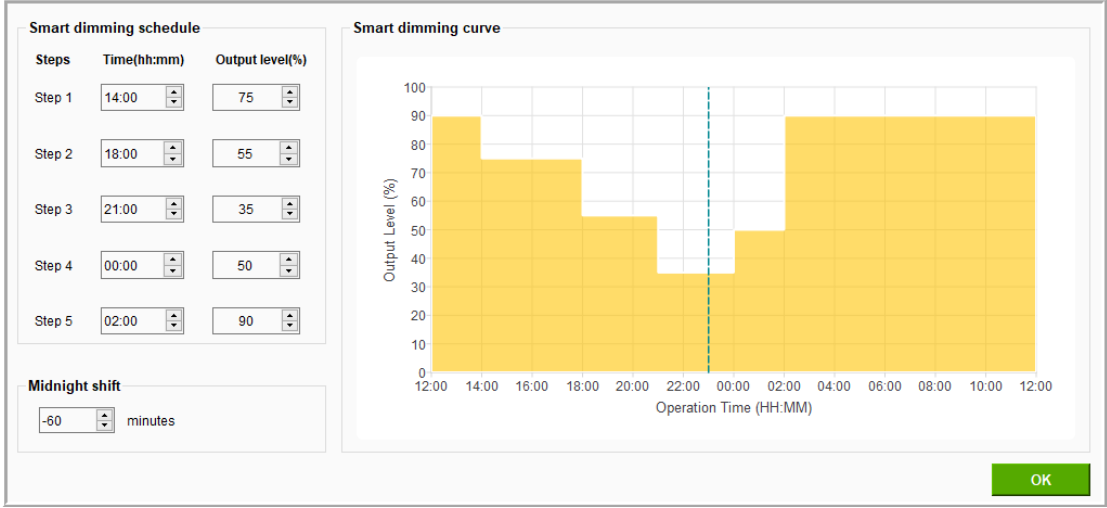 Smart dimming schedule
Steps Time(hh:mm) Output level(%)
Step 1 14:00 75
Step 2 18:00 55
Step 3 21:00 35
Step 4 00:00 50
Step 5 02:00 90
Midnight shift
-60 minutes
Smart dimming curve
100
90
80
70
60
50
40
30
20
10
0
Output Level (%)
12:00 14:00 16:00 18:00 20:00 22:00 00:00 02:00 04:00 06:00 08:00 10:00 12:00
Operation Time (HH:MM)
OK